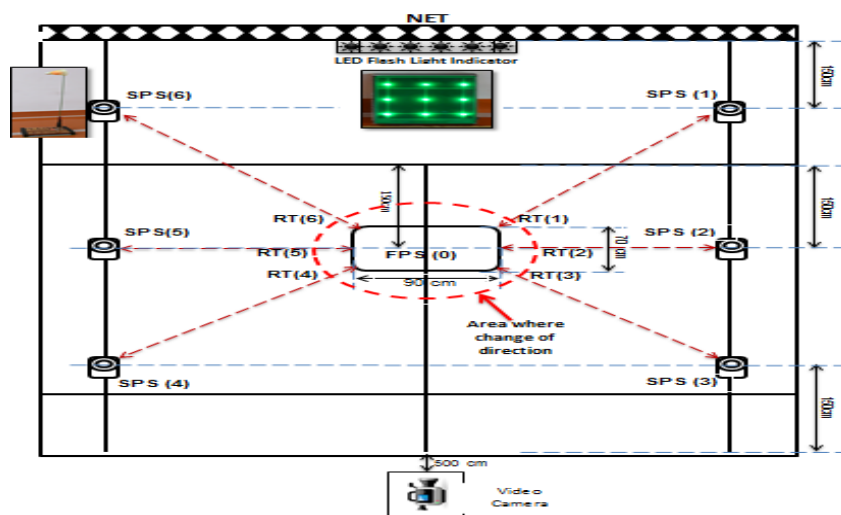 NET
LED Flash Light Indicator
SPS(6)
SPS (1)
150cm
150cm
150cm
RT(6)
RT(1)
SPS(5)
SPS (2)
RT(5)
FPS (0)
RT(2)
70 cm
RT(4)
RT(3)
90 cm
Area where
change of
direction
SPS (4)
SPS (3)
150cm
500 cm
Video
Camera